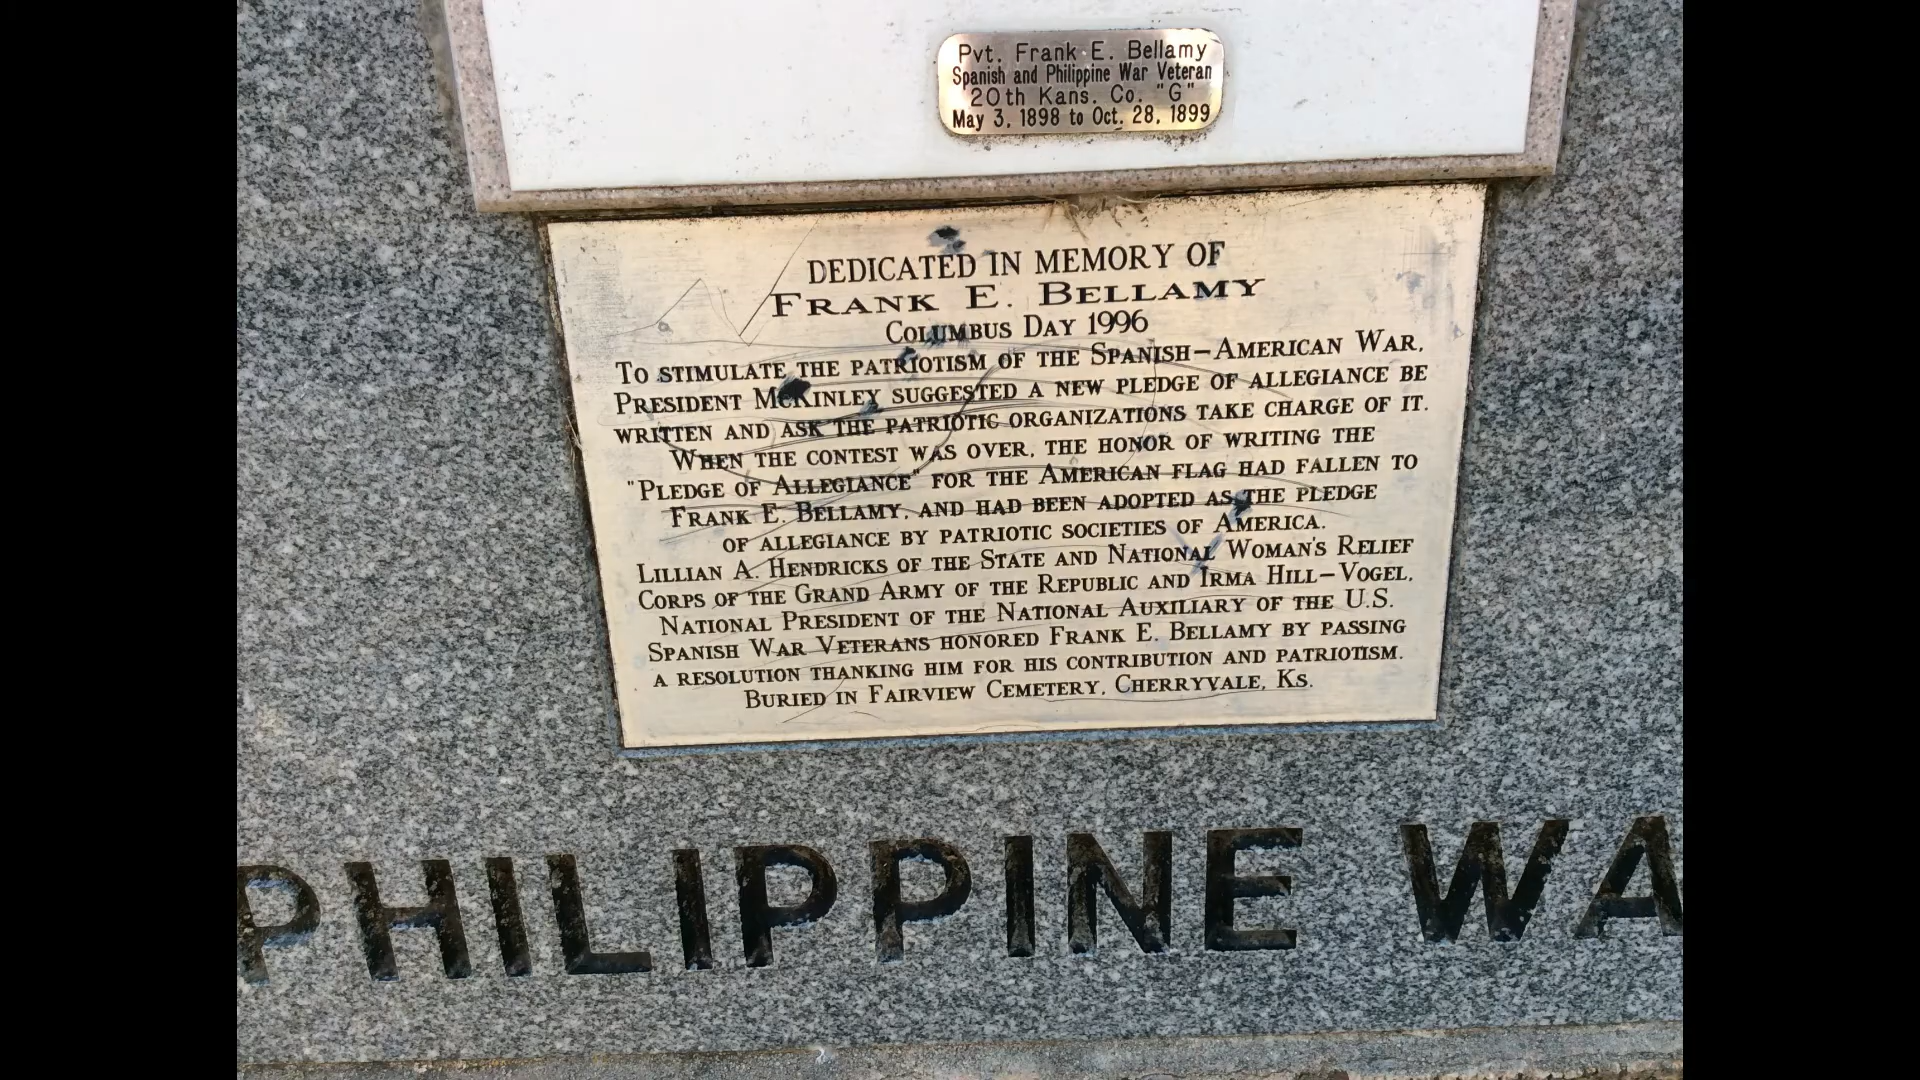 Pvt. Frank E. Bellamy
Spanish and Philippine War Veteran
20th Kans. Co. "G"
May 3, 1898 to Oct. 28, 1899
DEDICATED IN MEMORY OF
FRANK E. BELLAMY
COLUMBUS DAY 1996
TO STIMULATE THE PATRIOTISM OF THE SPANISH-AMERICAN WAR,
PRESIDENT MCKINLEY SUGGESTED A NEW PLEDGE OF ALLEGIANCE BE
WRITTEN AND ASK THE PATRIOTIC ORGANIZATIONS TAKE CHARGE OF IT.
WHEN THE CONTEST WAS OVER, THE HONOR OF WRITING THE
"PLEDGE OF ALLEGIANCE" FOR THE AMERICAN FLAG HAD FALLEN TO
FRANK E. BELLAMY, AND HAD BEEN ADOPTED AS THE PLEDGE
OF ALLEGIANCE BY PATRIOTIC SOCIETIES OF AMERICA.
LILLIAN A. HENDRICKS OF THE STATE AND NATIONAL WOMAN'S RELIEF
CORPS OF THE GRAND ARMY OF THE REPUBLIC AND IRMA HILL-VOGEL,
NATIONAL PRESIDENT OF THE NATIONAL AUXILIARY OF THE U.S.
SPANISH WAR VETERANS HONORED FRANK E. BELLAMY BY PASSING
A RESOLUTION THANKING HIM FOR HIS CONTRIBUTION AND PATRIOTISM.
BURIED IN FAIRVIEW CEMETERY, CHERRYVALE, KS.
PHILIPPINE WA